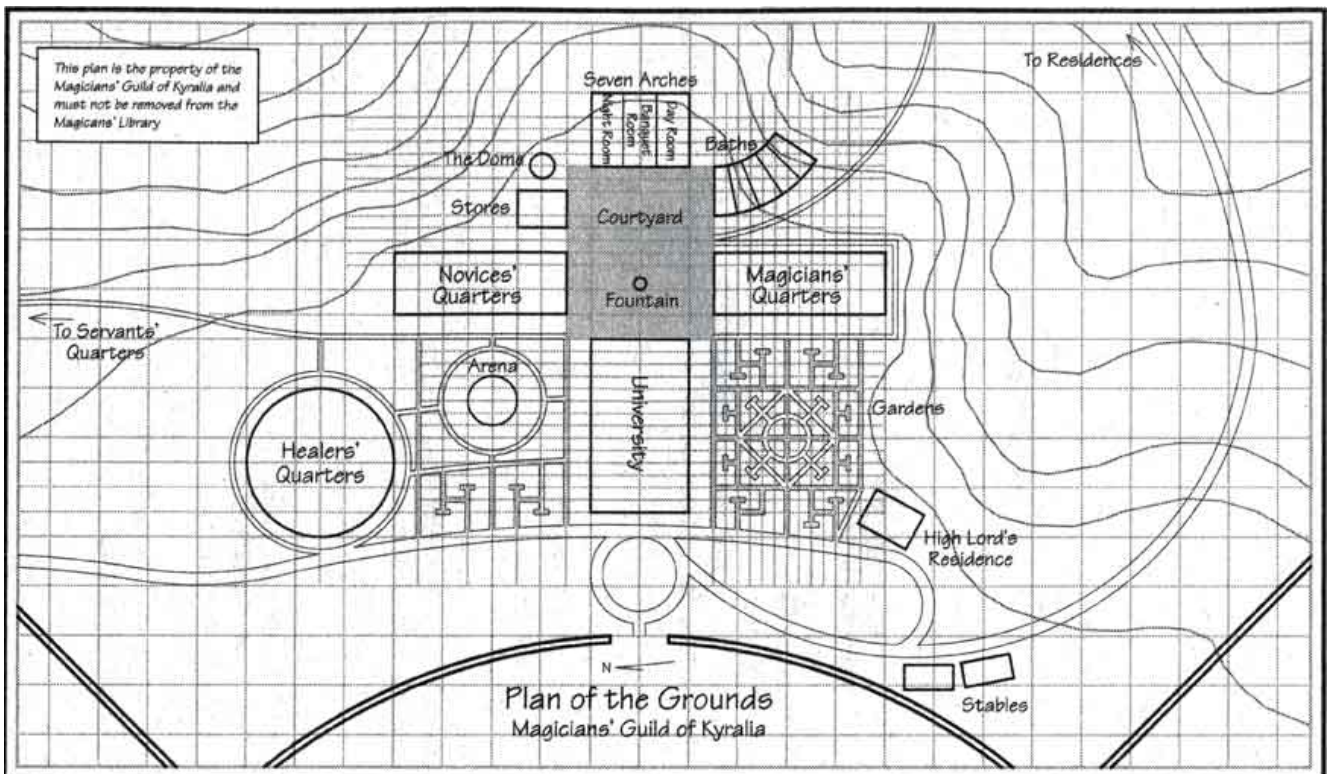 This plan is the property of the
Magicians' Guild of Kyralia and
must not be removed from the
Magicans' Library
To Residences
Seven Arches
Night Room
Banquet
Room
Day Room
Baths
The Dome
Stores
Courtyard
Novices'
Quarters
Fountain
Magicians'
Quarters
To Servants'
Quarters
Arena
University
Gardens
Healers'
Quarters
High Lord's
Residence
N
Plan of the Grounds
Magicians' Guild of Kyralia
Stables